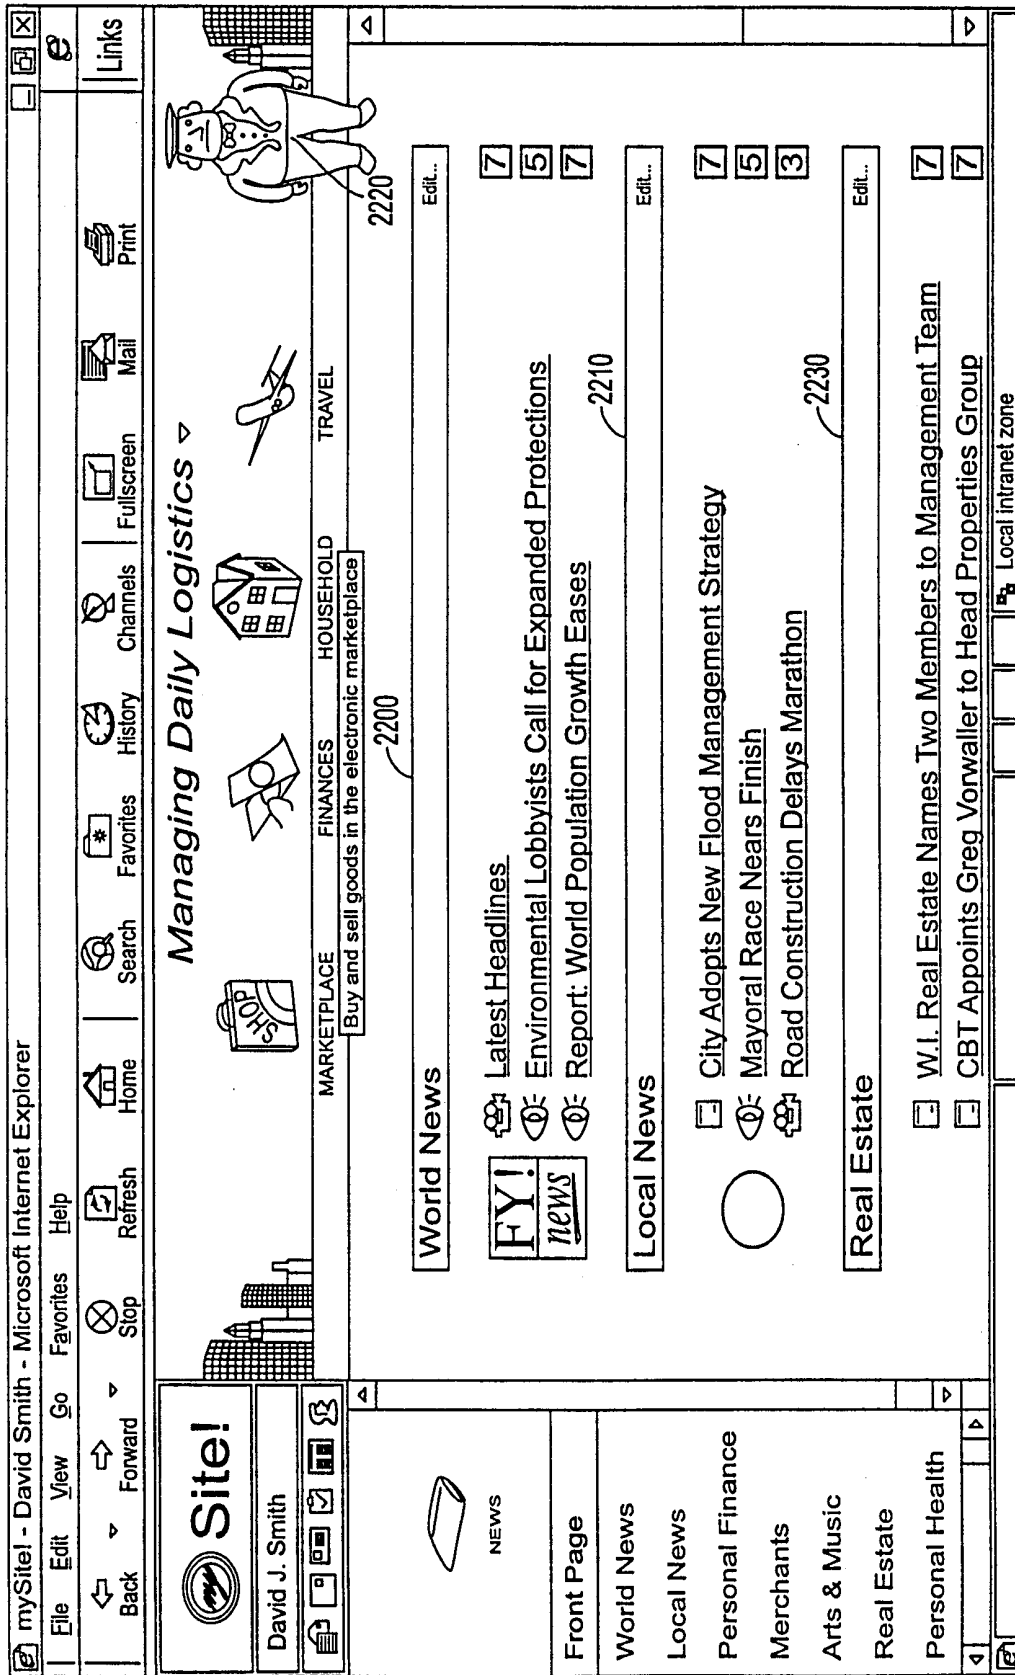 mySite! - David Smith - Microsoft Internet Explorer
File Edit View Go Favorites Help
Back Forward Stop Refresh Home Search Favorites History Channels Fullscreen Mail Print Links
Site!
David J. Smith
Managing Daily Logistics
SHOP
MARKETPLACE FINANCES HOUSEHOLD TRAVEL
Buy and sell goods in the electronic marketplace
2220
NEWS
Front Page
World News
Local News
Personal Finance
Merchants
Arts & Music
Real Estate
Personal Health
2200
World News Edit...
FY!
news
Latest Headlines 7
Environmental Lobbyists Call for Expanded Protections 5
Report: World Population Growth Eases 7
2210
Local News Edit...
City Adopts New Flood Management Strategy 7
Mayoral Race Nears Finish 5
Road Construction Delays Marathon 3
2230
Real Estate Edit...
W.I. Real Estate Names Two Members to Management Team 7
CBT Appoints Greg Vorwaller to Head Properties Group 7
Local intranet zone